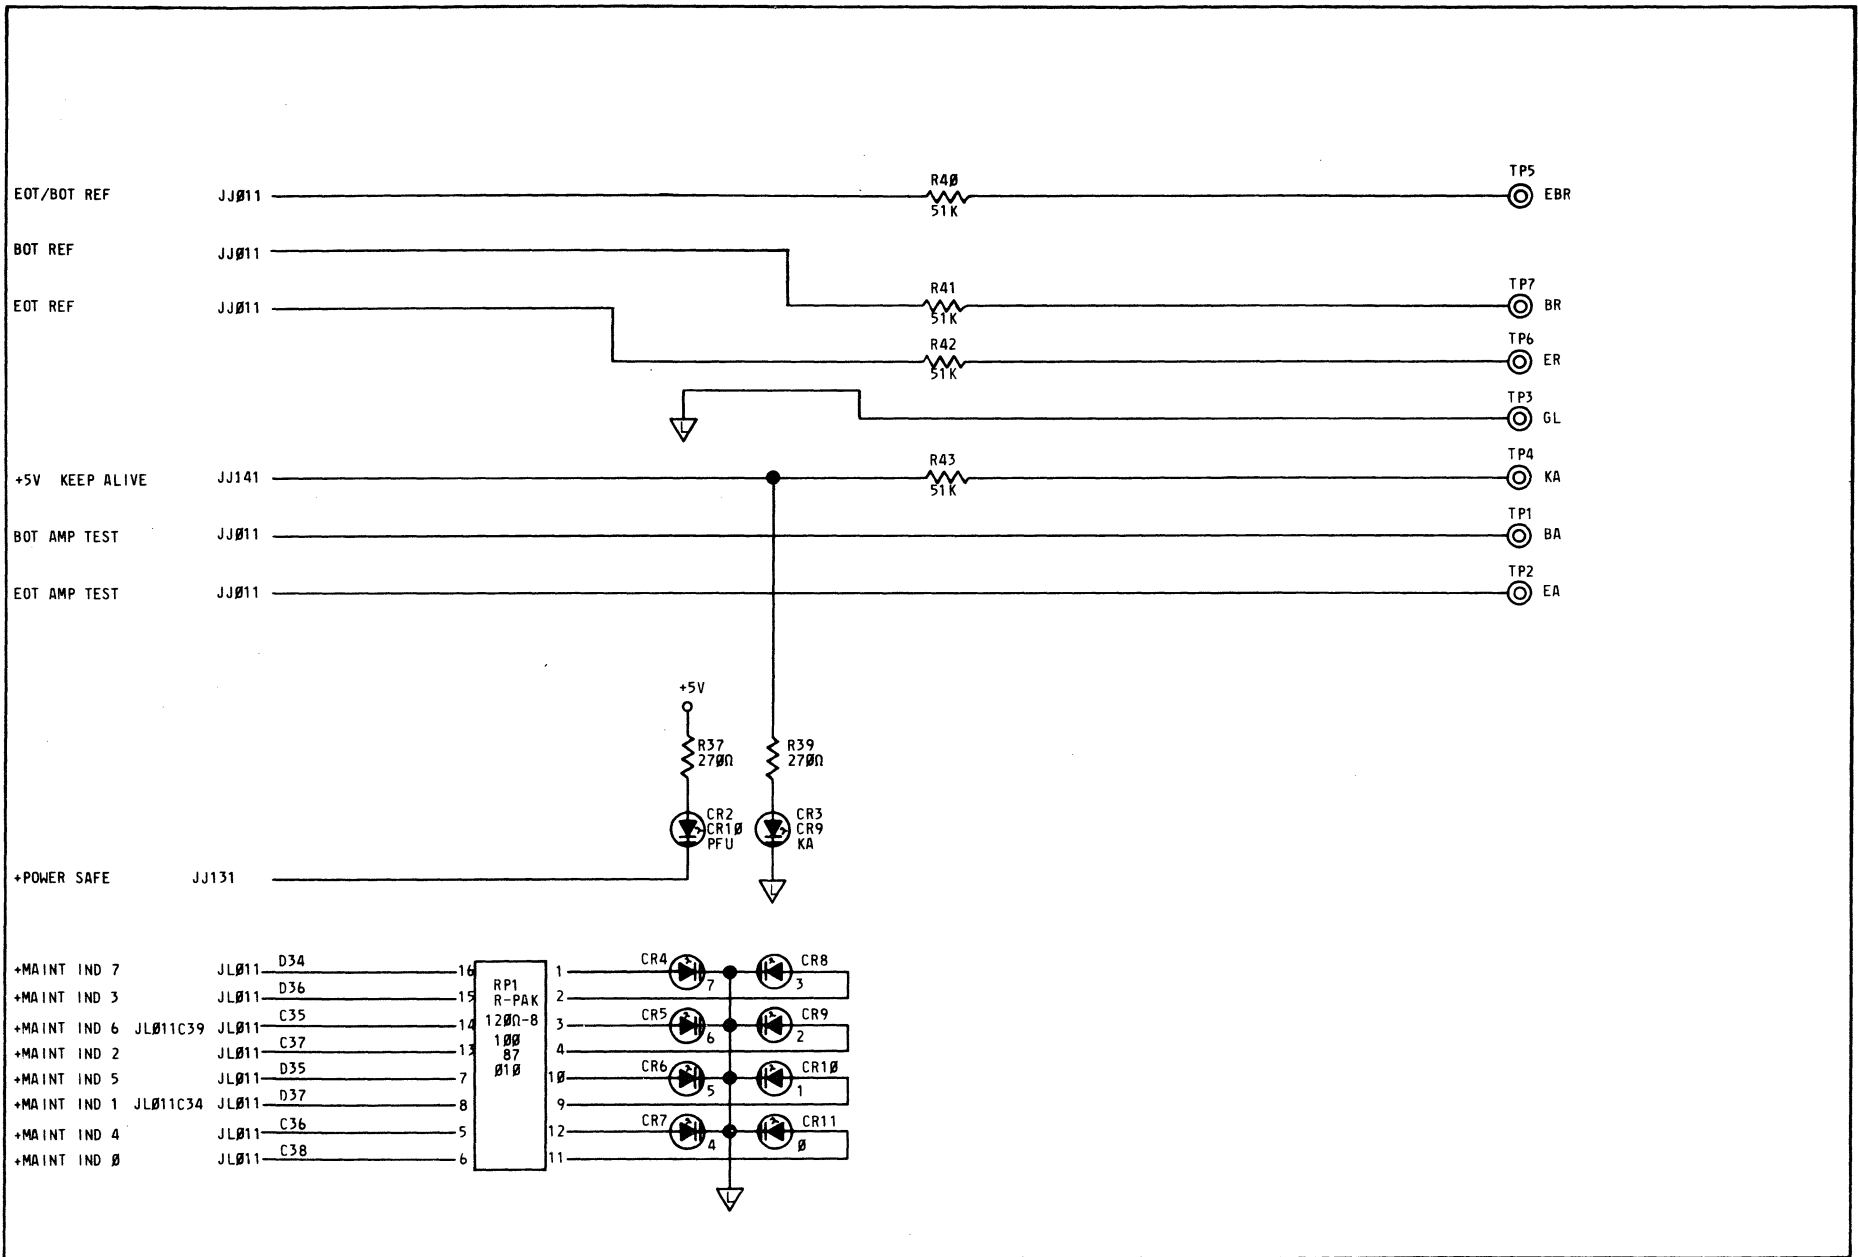 TP5
EOT/BOT REF JJØ11 R4Ø 51K EBR
BOT REF JJØ11
TP7
EOT REF JJØ11 R41 51K BR
TP6
R42 51K ER
TP3
L GL
TP4
+5V KEEP ALIVE JJ141 R43 51K KA
TP1
BOT AMP TEST JJØ11 BA
TP2
EOT AMP TEST JJØ11 EA
+5V
R37 R39
27ØΩ 27ØΩ
CR2 CR3
CR1Ø CR9
PFU KA
+POWER SAFE JJ131
L
+MAINT IND 7 JLØ11 D34 16 1 CR4 7 CR8 3
+MAINT IND 3 JLØ11 D36 15 2
+MAINT IND 6 JLØ11C39 JLØ11 C35 14 3 CR5 6 CR9 2
+MAINT IND 2 JLØ11 C37 13 4
+MAINT IND 5 JLØ11 D35 7 1Ø CR6 5 CR1Ø 1
+MAINT IND 1 JLØ11C34 JLØ11 D37 8 9
+MAINT IND 4 JLØ11 C36 5 12 CR7 4 CR11 Ø
+MAINT IND Ø JLØ11 C38 6 11
RP1
R-PAK
12ØΩ-8
1ØØ
87
Ø1Ø
L